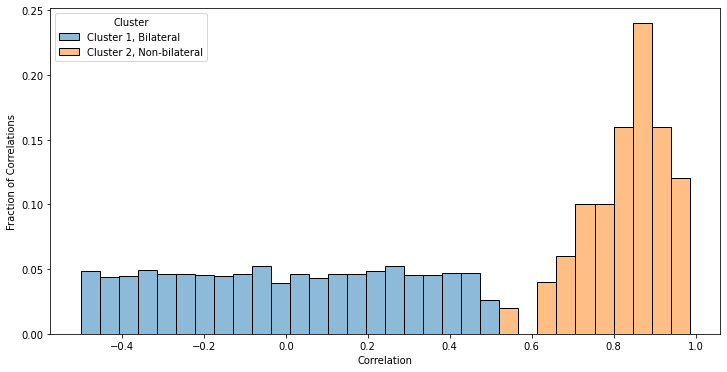 Cluster
Cluster 1, Bilateral
Cluster 2, Non-bilateral
Fraction of Correlations
0.25
0.20
0.15
0.10
0.05
0.00
−0.4 −0.2 0.0 0.2 0.4 0.6 0.8 1.0
Correlation